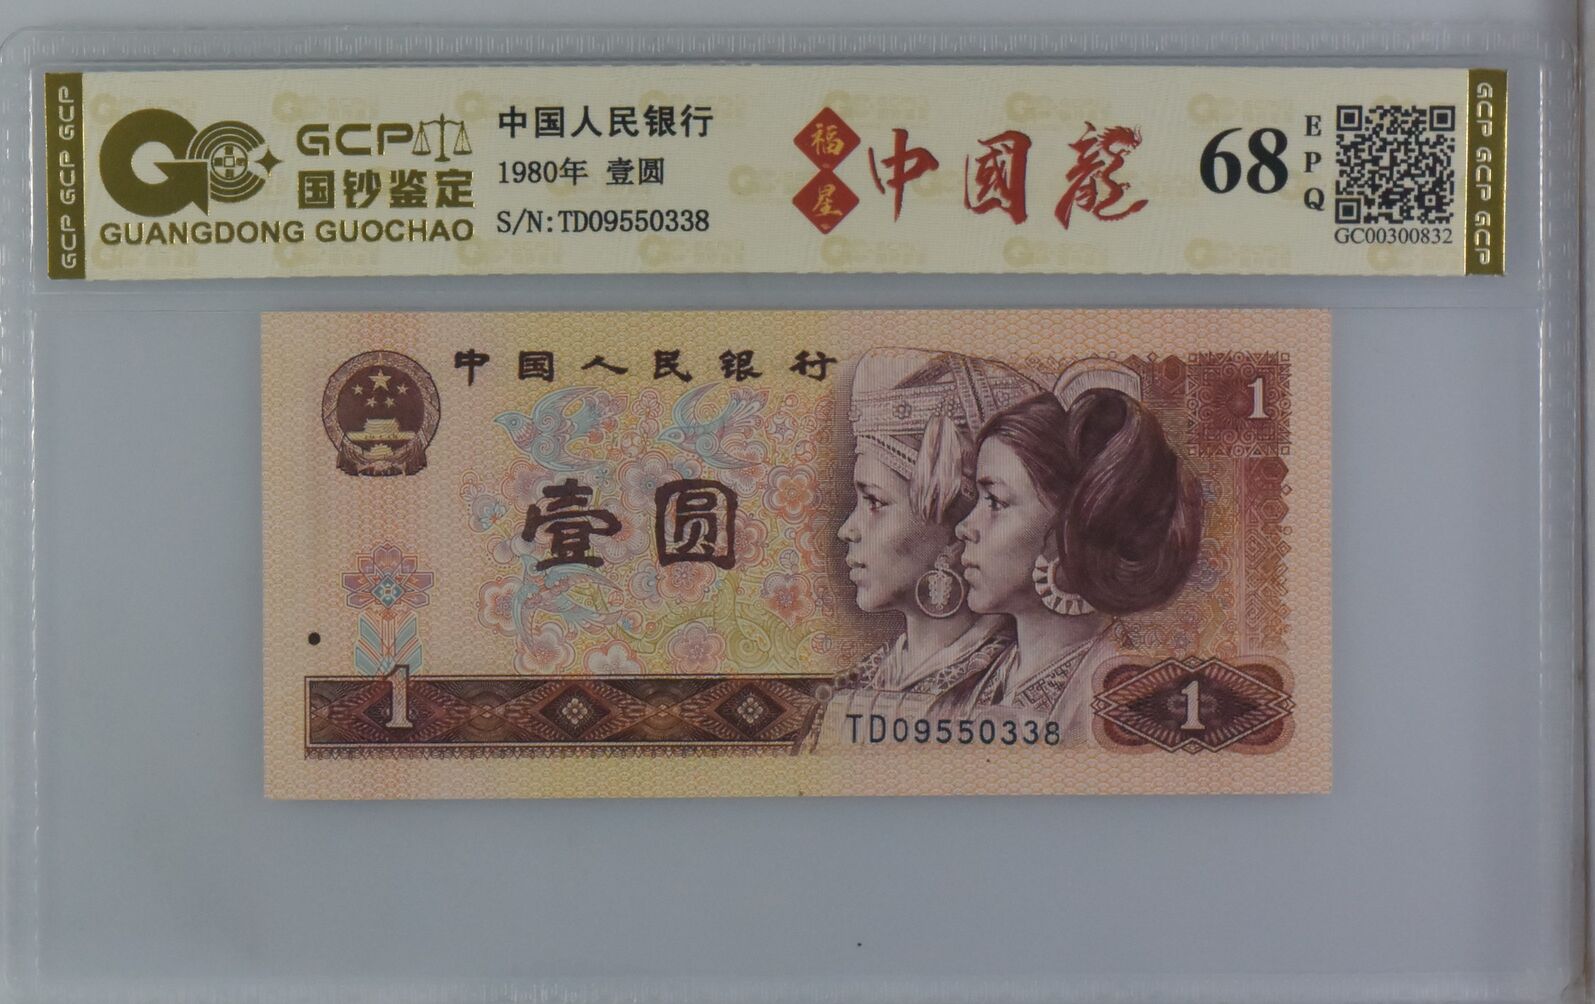 GCP GCP GCP GCP
GCP
国钞鉴定
GUANGDONG GUOCHAO
中国人民银行
1980年 壹圆
S/N:TD09550338
福星
中國龍
68
EPQ
GC00300832
GCP GCP GCP GCP
中国人民银行
1
壹圆
1
1
TD09550338